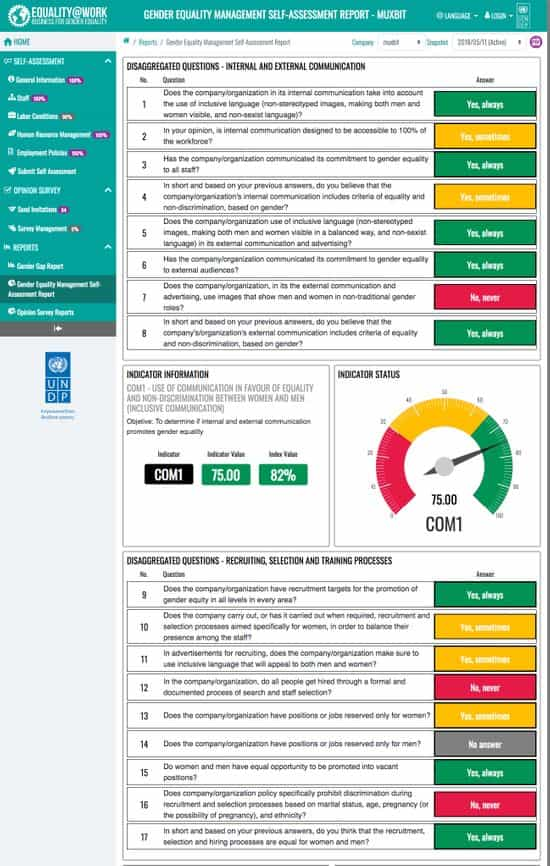 EQUALITY@WORK
BUSINESS FOR GENDER EQUALITY
GENDER EQUALITY MANAGEMENT SELF-ASSESSMENT REPORT - MUXBIT
LANGUAGE
LOGIN
HOME
/ Reports / Gender Equality Management Self-Assessment Report
Company muxbit
Snapshot 2018/05/11 (Active)
SELF-ASSESSMENT
General Information 100%
Staff 100%
Labor Conditions
Human Resource Management 100%
Employment Policies 100%
Submit Self Assessment
OPINION SURVEY
Send Invitations
Survey Management
REPORTS
Gender Gap Report
Gender Equality Management Self-
Assessment Report
Opinion Survey Reports
U N
D P
Empowered lives.
Resilient nations.
DISAGGREGATED QUESTIONS - INTERNAL AND EXTERNAL COMMUNICATION
No. Question Answer
1 Does the company/organization in its internal communication take into account
the use of inclusive language (non-stereotyped images, making both men and
women visible, and non-sexist language)?
Yes, always
2 In your opinion, is internal communication designed to be accessible to 100% of
the workforce?
Yes, sometimes
3 Has the company/organization communicated its commitment to gender equality
to all staff?
Yes, always
4 In short and based on your previous answers, do you believe that the
company/organization's internal communication includes criteria of equality and
non-discrimination, based on gender?
Yes, sometimes
5 Does the company/organization use of inclusive language (non-stereotyped
images, making both men and women visible in a balanced way, and non-sexist
language) in its external communication and advertising?
Yes, always
6 Has the company/organization communicated its commitment to gender equality
to external audiences?
Yes, always
7 Does the company/organization, in its the external communication and
advertising, use images that show men and women in non-traditional gender
roles?
No, never
8 In short and based on your previous answers, do you believe that the
company's/organization's external communication includes criteria of equality
and non-discrimination, based on gender?
Yes, always
INDICATOR INFORMATION
COM1 - USE OF COMMUNICATION IN FAVOUR OF EQUALITY
AND NON-DISCRIMINATION BETWEEN WOMEN AND MEN
(INCLUSIVE COMMUNICATION)
Objetive: To determine if internal and external communication
promotes gender equality
Indicator Indicator Value Index Value
COM1 75.00 82%
INDICATOR STATUS
40 50 60
70
80
100
75.00
COM1
DISAGGREGATED QUESTIONS - RECRUITING, SELECTION AND TRAINING PROCESSES
No. Question Answer
9 Does the company/organization have recruitment targets for the promotion of
gender equity in all levels in every area?
Yes, always
10 Does the company carry out, or has it carried out when required, recruitment and
selection processes aimed specifically for women, in order to balance their
presence among the staff?
Yes, sometimes
11 In advertisements for recruiting, does the company/organization make sure to
use inclusive language that will appeal to both men and women?
Yes, sometimes
12 In the company/organization, do all people get hired through a formal and
documented process of search and staff selection?
No, never
13 Does the company/organization have positions or jobs reserved only for women?
Yes, sometimes
14 Does the company/organization have positions or jobs reserved only for men?
No answer
15 Do women and men have equal opportunity to be promoted into vacant
positions?
Yes, always
16 Does company/organization policy specifically prohibit discrimination during
recruitment and selection processes based on marital status, age, pregnancy (or
the possibility of pregnancy), and ethnicity?
No, never
17 In short and based on your previous answers, do you think that the recruitment,
selection and hiring processes are equal for women and men?
Yes, always